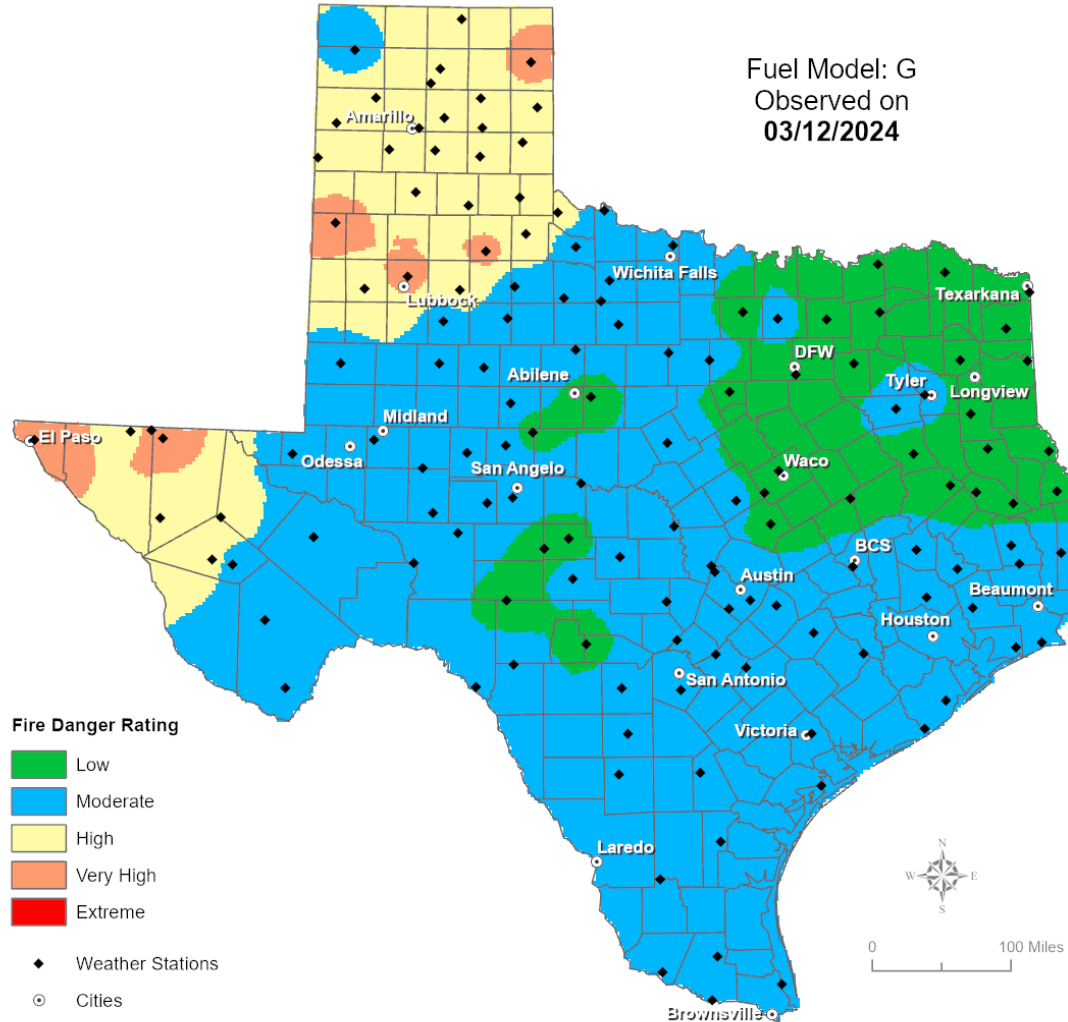 Fuel Model: G
Observed on
03/12/2024
Amarillo
Wichita Falls
Lubbock
Texarkana
DFW
Abilene
Tyler
Longview
Midland
El Paso
Odessa
Waco
San Angelo
BCS
Austin
Beaumont
Houston
San Antonio
Victoria
Fire Danger Rating
Low
Moderate
High
Very High
Extreme
Weather Stations
Cities
Laredo
Brownsville
N
W E
S
0 100 Miles